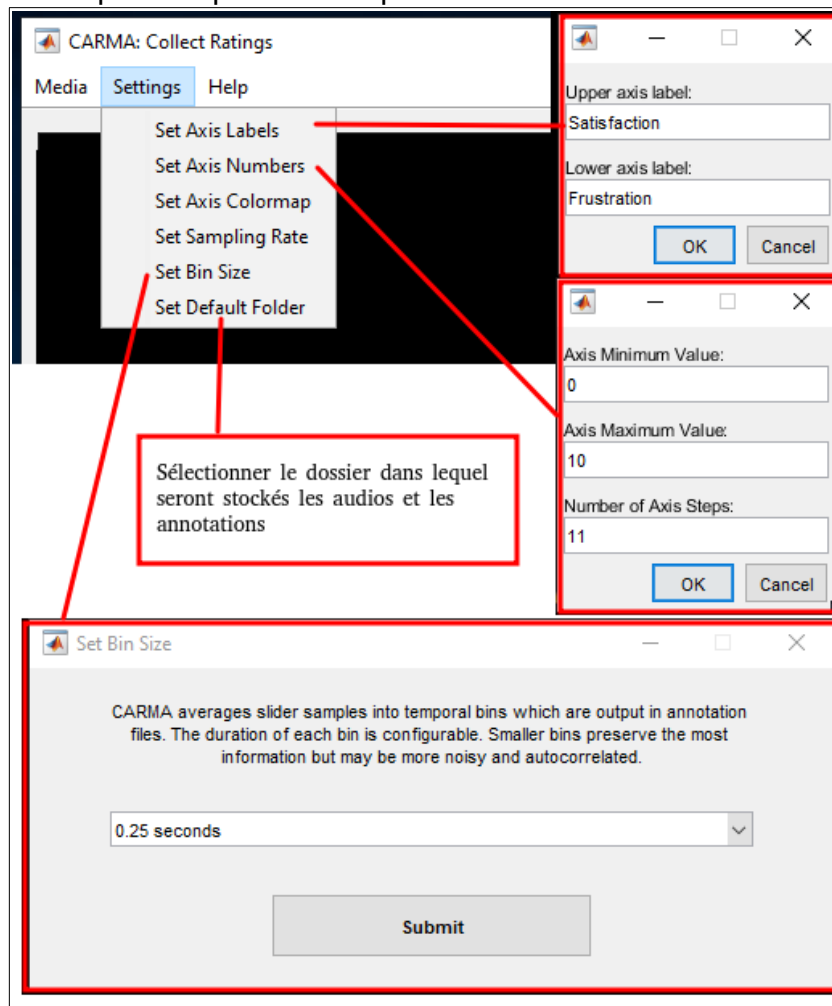 CARMA: Collect Ratings
Media Settings Help
Set Axis Labels
Set Axis Numbers
Set Axis Colormap
Set Sampling Rate
Set Bin Size
Set Default Folder
Upper axis label:
Satisfaction
Lower axis label:
Frustration
OK Cancel
Axis Minimum Value:
0
Axis Maximum Value:
10
Number of Axis Steps:
11
OK Cancel
Sélectionner le dossier dans lequel
seront stockés les audios et les
annotations
Set Bin Size
CARMA averages slider samples into temporal bins which are output in annotation
files. The duration of each bin is configurable. Smaller bins preserve the most
information but may be more noisy and autocorrelated.
0.25 seconds
Submit